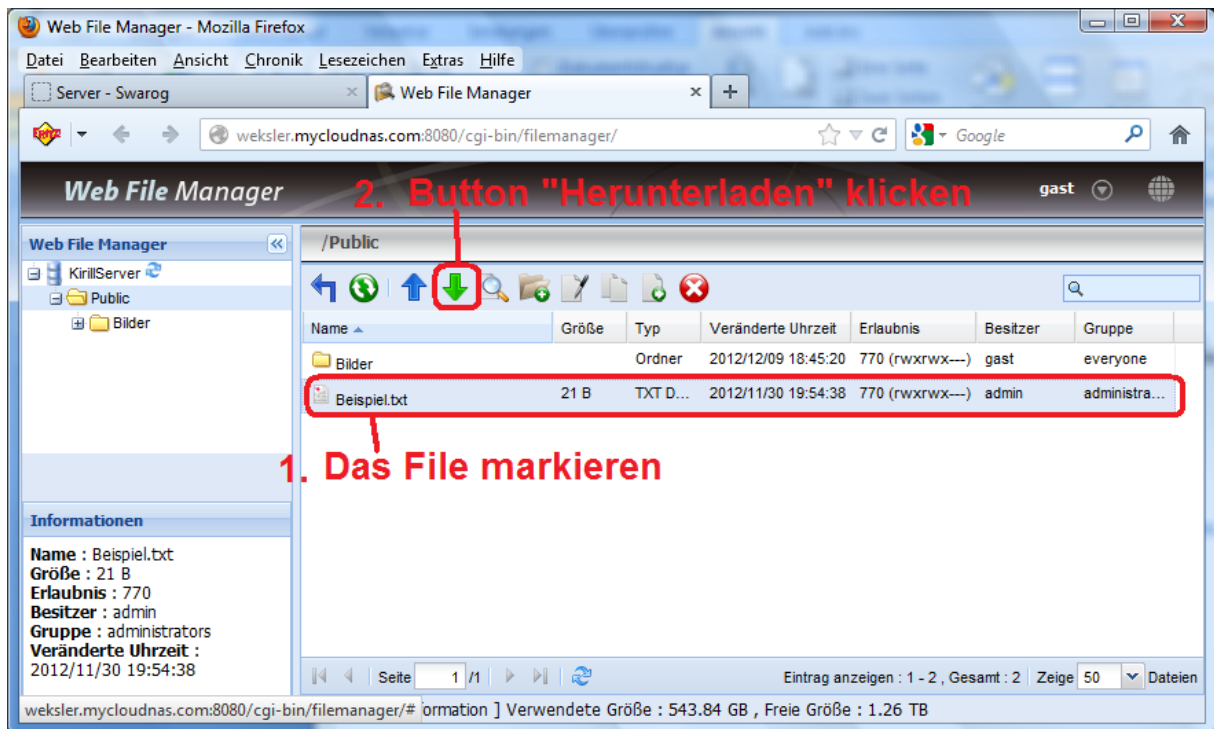 Web File Manager - Mozilla Firefox
Datei Bearbeiten Ansicht Chronik Lesezeichen Extras Hilfe
Server - Swarog
Web File Manager
weksler.mycloudnas.com:8080/cgi-bin/filemanager/
Google
Web File Manager
2. Button "Herunterladen" klicken
gast
Web File Manager
/Public
KirillServer
Public
Bilder
Name Größe Typ Veränderte Uhrzeit Erlaubnis Besitzer Gruppe
Bilder Ordner 2012/12/09 18:45:20 770 (rwxrwx---) gast everyone
Beispiel.txt 21 B TXT D... 2012/11/30 19:54:38 770 (rwxrwx---) admin administra...
1. Das File markieren
Informationen
Name : Beispiel.txt
Größe : 21 B
Erlaubnis : 770
Besitzer : admin
Gruppe : administrators
Veränderte Uhrzeit :
2012/11/30 19:54:38
Seite 1 /1
Eintrag anzeigen : 1 - 2 , Gesamt : 2 Zeige 50 Dateien
weksler.mycloudnas.com:8080/cgi-bin/filemanager/#
ormation ] Verwendete Größe : 543.84 GB , Freie Größe : 1.26 TB